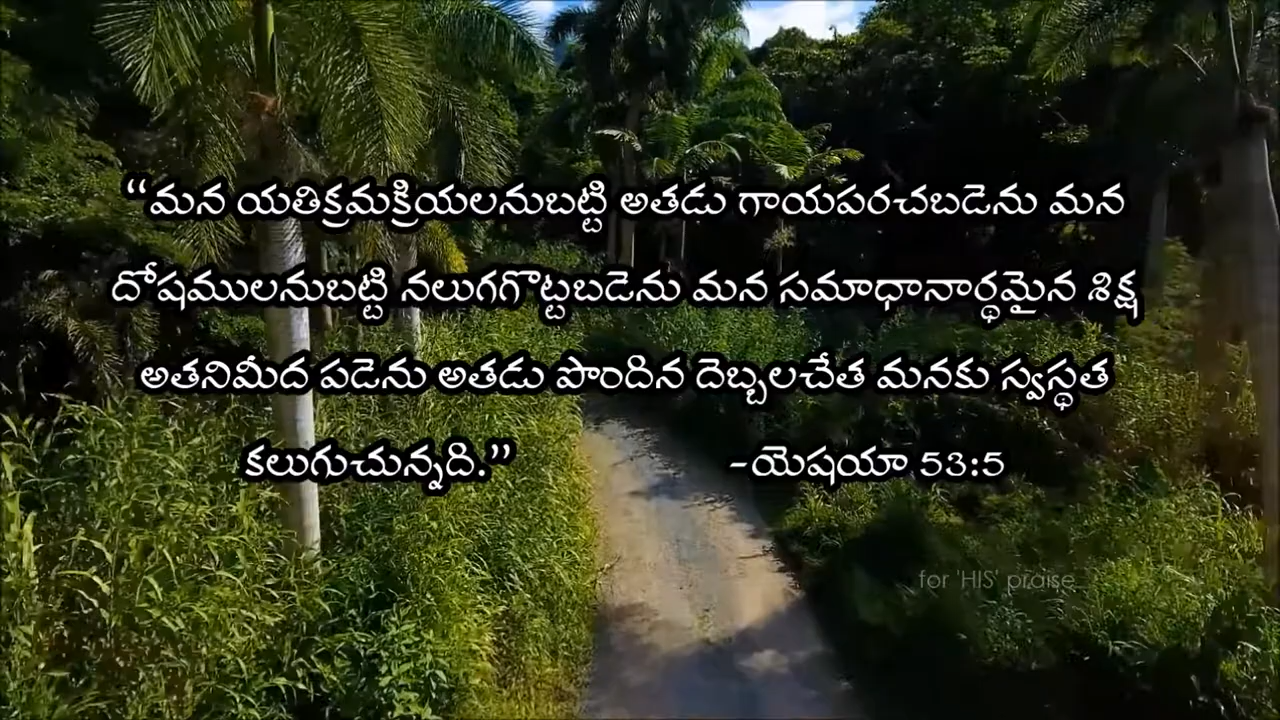 “మన యతిక్రమక్రియలనుబట్టి అతడు గాయపరచబడెను మన
దోషములనుబట్టి నలుగగొట్టబడెను మన సమాధానార్థమైన శిక్ష
అతనిమీద పడెను అతడు పొందిన దెబ్బలచేత మనకు స్వస్థత
కలుగుచున్నది.” -యెషయా 53:5
for 'HIS' praise